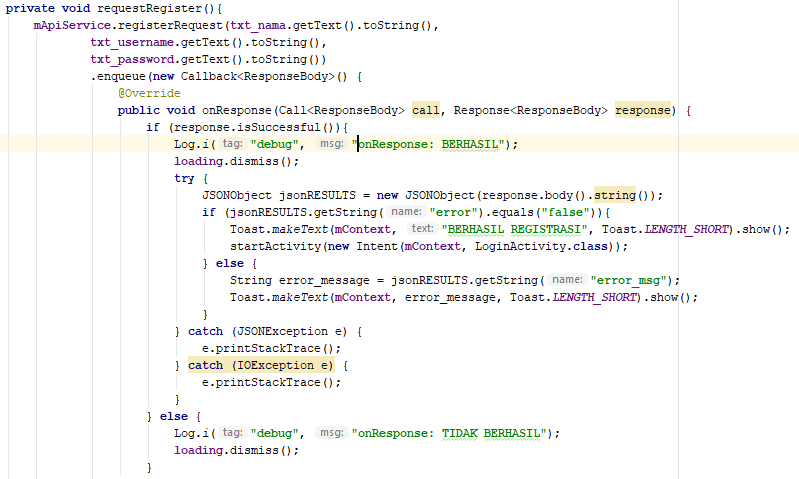 private void requestRegister(){
mApiService.registerRequest(txt_nama.getText().toString(),
txt_username.getText().toString(),
txt_password.getText().toString())
.enqueue(new Callback<ResponseBody>() {
@Override
public void onResponse(Call<ResponseBody> call, Response<ResponseBody> response) {
if (response.isSuccessful()){
Log.i( tag: "debug", msg: "onResponse: BERHASIL");
loading.dismiss();
try {
JSONObject jsonRESULTS = new JSONObject(response.body().string());
if (jsonRESULTS.getString( name: "error").equals("false")){
Toast.makeText(mContext, text: "BERHASIL REGISTRASI", Toast.LENGTH_SHORT).show();
startActivity(new Intent(mContext, LoginActivity.class));
} else {
String error_message = jsonRESULTS.getString( name: "error_msg");
Toast.makeText(mContext, error_message, Toast.LENGTH_SHORT).show();
}
} catch (JSONException e) {
e.printStackTrace();
} catch (IOException e) {
e.printStackTrace();
}
} else {
Log.i( tag: "debug", msg: "onResponse: TIDAK BERHASIL");
loading.dismiss();
}